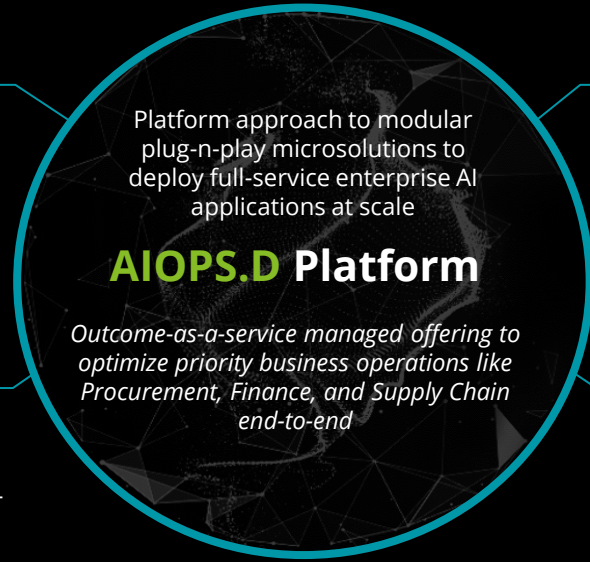 Platform approach to modular
plug-n-play microsolutions to
deploy full-service enterprise AI
applications at scale
AIOPS.D Platform
Outcome-as-a-service managed offering to
optimize priority business operations like
Procurement, Finance, and Supply Chain
end-to-end